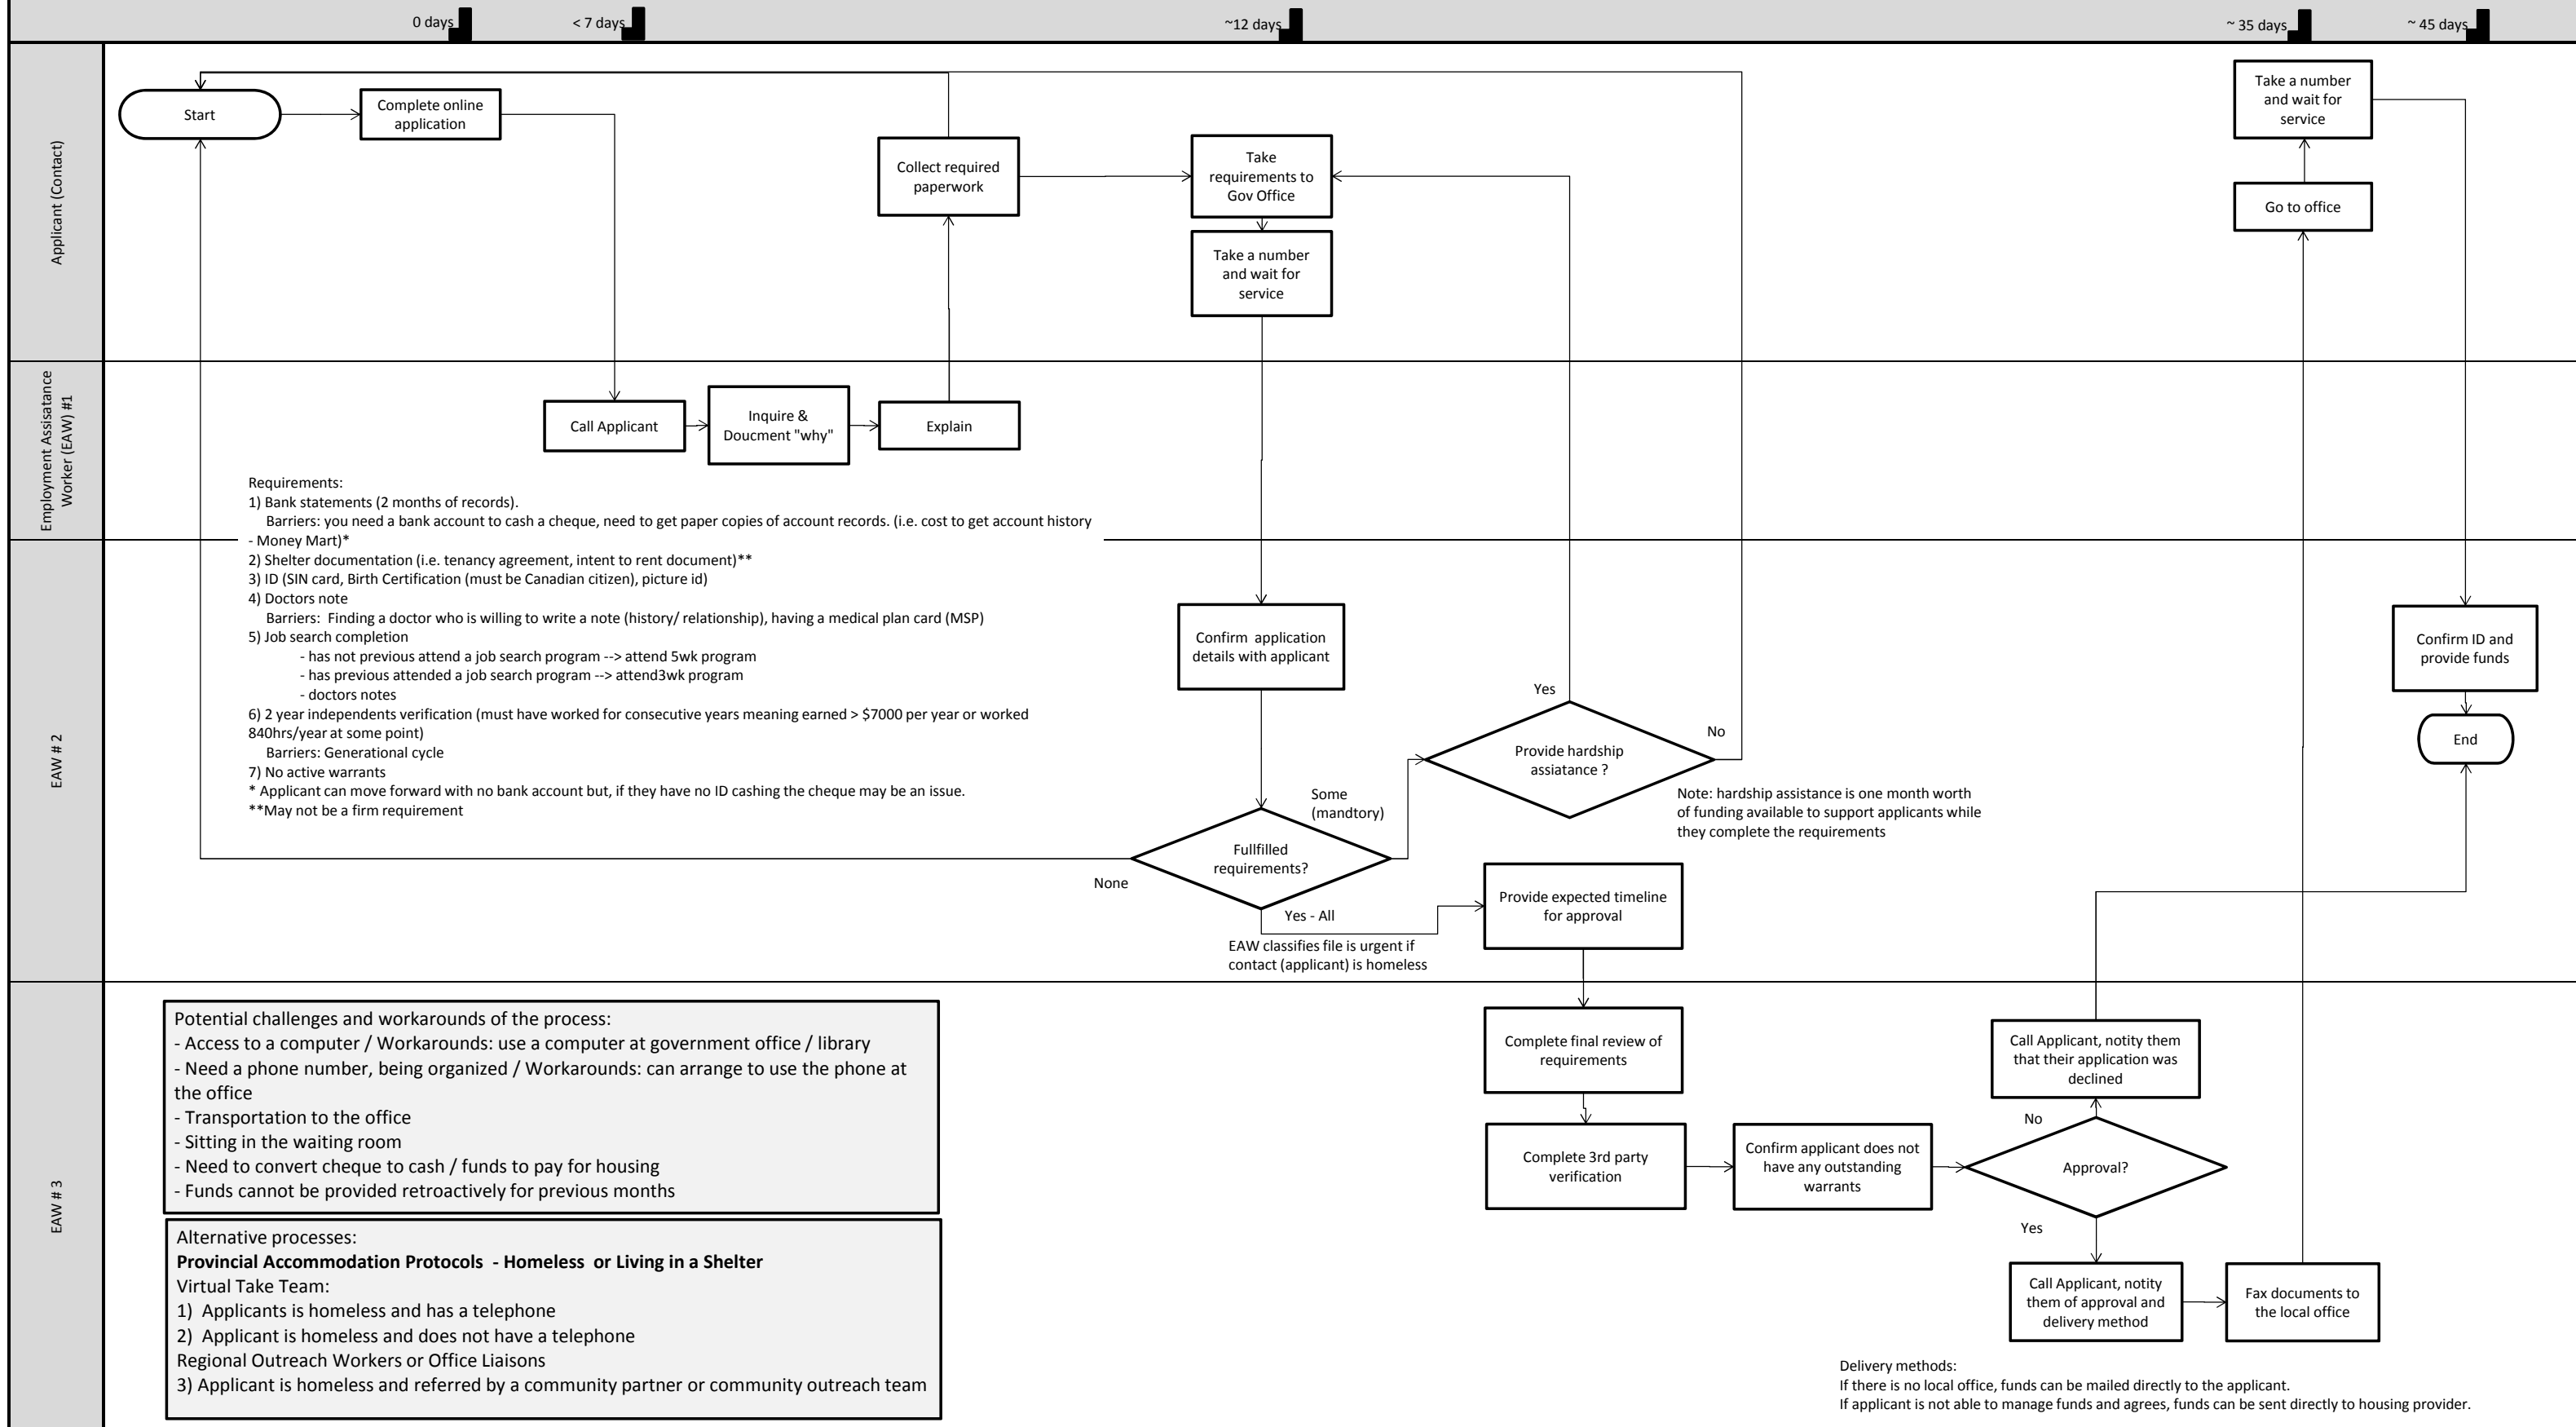 0 days
< 7 days
~12 days
~ 35 days
~ 45 days
Applicant (Contact)
Start
Complete online
application
Collect required
paperwork
Take
requirements to
Gov Office
Take a number
and wait for
service
Take a number
and wait for
service
Go to office
Employment Assisatance
Worker (EAW) #1
Call Applicant
Inquire &
Doucment "why"
Explain
Requirements:
1) Bank statements (2 months of records).
Barriers: you need a bank account to cash a cheque, need to get paper copies of account records. (i.e. cost to get account history
- Money Mart)*
2) Shelter documentation (i.e. tenancy agreement, intent to rent document)**
3) ID (SIN card, Birth Certification (must be Canadian citizen), picture id)
4) Doctors note
Barriers:  Finding a doctor who is willing to write a note (history/ relationship), having a medical plan card (MSP)
5) Job search completion
- has not previous attend a job search program --> attend 5wk program
- has previous attended a job search program --> attend3wk program
- doctors notes
6) 2 year independents verification (must have worked for consecutive years meaning earned > $7000 per year or worked
840hrs/year at some point)
Barriers: Generational cycle
7) No active warrants
* Applicant can move forward with no bank account but, if they have no ID cashing the cheque may be an issue.
**May not be a firm requirement
EAW # 2
Confirm  application
details with applicant
Fullfilled
requirements?
None
Some
(mandtory)
Yes - All
EAW classifies file is urgent if
contact (applicant) is homeless
Provide hardship
assiatance ?
Yes
No
Note: hardship assistance is one month worth
of funding available to support applicants while
they complete the requirements
Provide expected timeline
for approval
Confirm ID and
provide funds
End
EAW # 3
Potential challenges and workarounds of the process:
- Access to a computer / Workarounds: use a computer at government office / library
- Need a phone number, being organized / Workarounds: can arrange to use the phone at
the office
- Transportation to the office
- Sitting in the waiting room
- Need to convert cheque to cash / funds to pay for housing
- Funds cannot be provided retroactively for previous months
Alternative processes:
Provincial Accommodation Protocols  - Homeless  or Living in a Shelter
Virtual Take Team:
1)  Applicants is homeless and has a telephone
2)  Applicant is homeless and does not have a telephone
Regional Outreach Workers or Office Liaisons
3) Applicant is homeless and referred by a community partner or community outreach team
Complete final review of
requirements
Complete 3rd party
verification
Confirm applicant does not
have any outstanding
warrants
Call Applicant, notity them
that their application was
declined
No
Approval?
Yes
Call Applicant, notify
them of approval and
delivery method
Fax documents to
the local office
Delivery methods:
If there is no local office, funds can be mailed directly to the applicant.
If applicant is not able to manage funds and agrees, funds can be sent directly to housing provider.